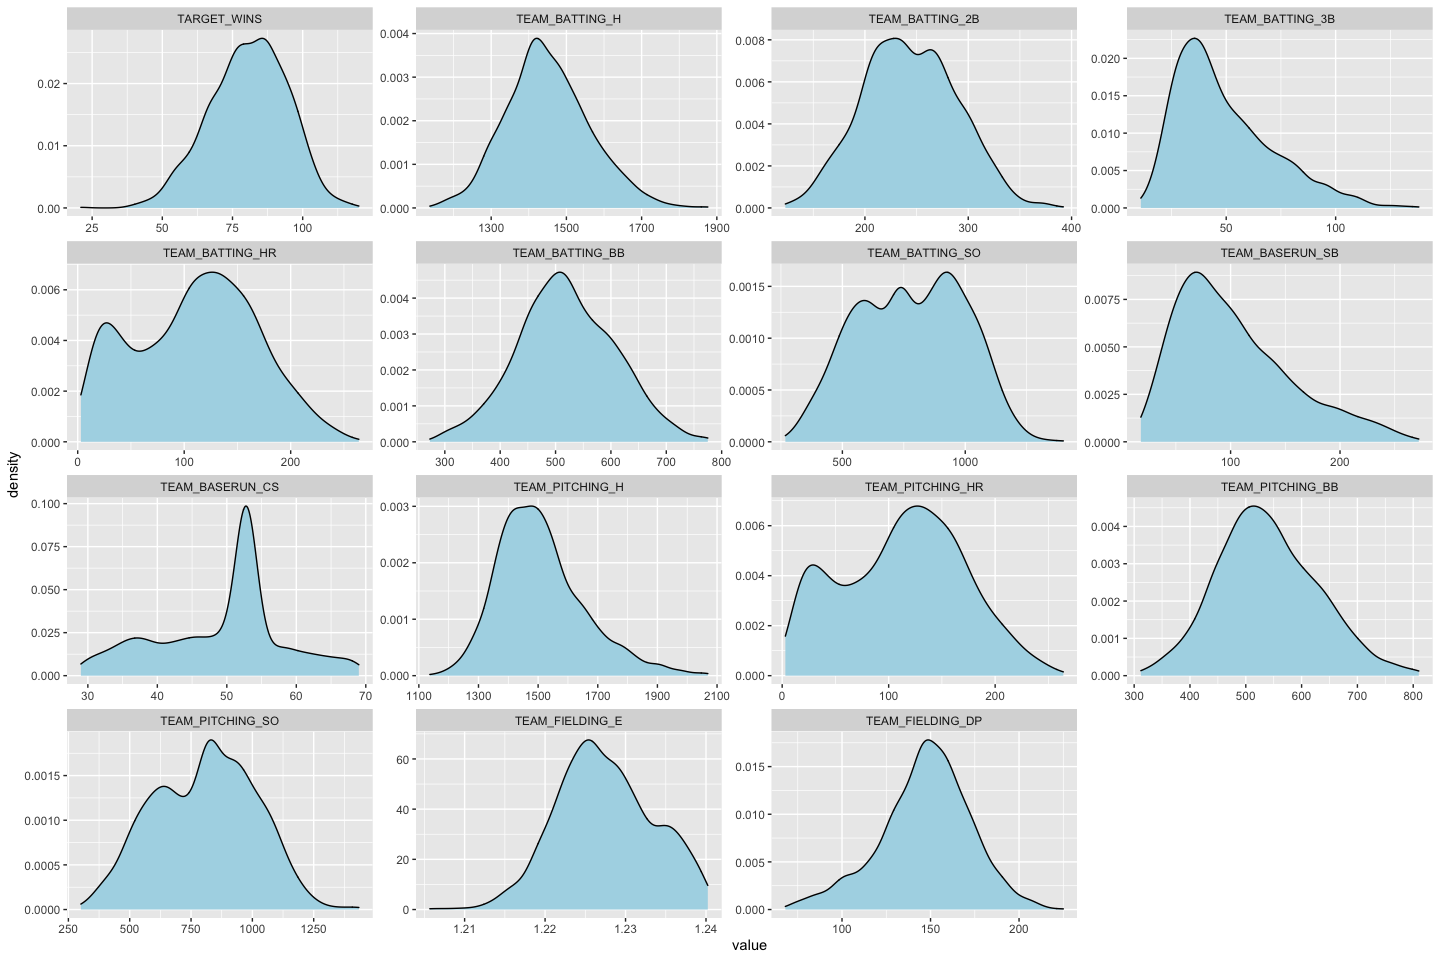 TARGET_WINS
TEAM_BATTING_H
TEAM_BATTING_2B
TEAM_BATTING_3B
0.02
0.01
0.00
25 50 75 100
0.004
0.003
0.002
0.001
0.000
1300 1500 1700 1900
0.008
0.006
0.004
0.002
0.000
200 300 400
0.020
0.015
0.010
0.005
0.000
50 100
TEAM_BATTING_HR
TEAM_BATTING_BB
TEAM_BATTING_SO
TEAM_BASERUN_SB
0.006
0.004
0.002
0.000
0 100 200
0.004
0.003
0.002
0.001
0.000
300 400 500 600 700 800
0.0015
0.0010
0.0005
0.0000
500 1000
0.0075
0.0050
0.0025
0.0000
100 200
density
TEAM_BASERUN_CS
TEAM_PITCHING_H
TEAM_PITCHING_HR
TEAM_PITCHING_BB
0.100
0.075
0.050
0.025
0.000
30 40 50 60 70
0.003
0.002
0.001
0.000
1100 1300 1500 1700 1900 2100
0.006
0.004
0.002
0.000
0 100 200
0.004
0.003
0.002
0.001
0.000
300 400 500 600 700 800
TEAM_PITCHING_SO
TEAM_FIELDING_E
TEAM_FIELDING_DP
0.0015
0.0010
0.0005
0.0000
250 500 750 1000 1250
60
40
20
0
1.21 1.22 1.23 1.24
0.015
0.010
0.005
0.000
100 150 200
value